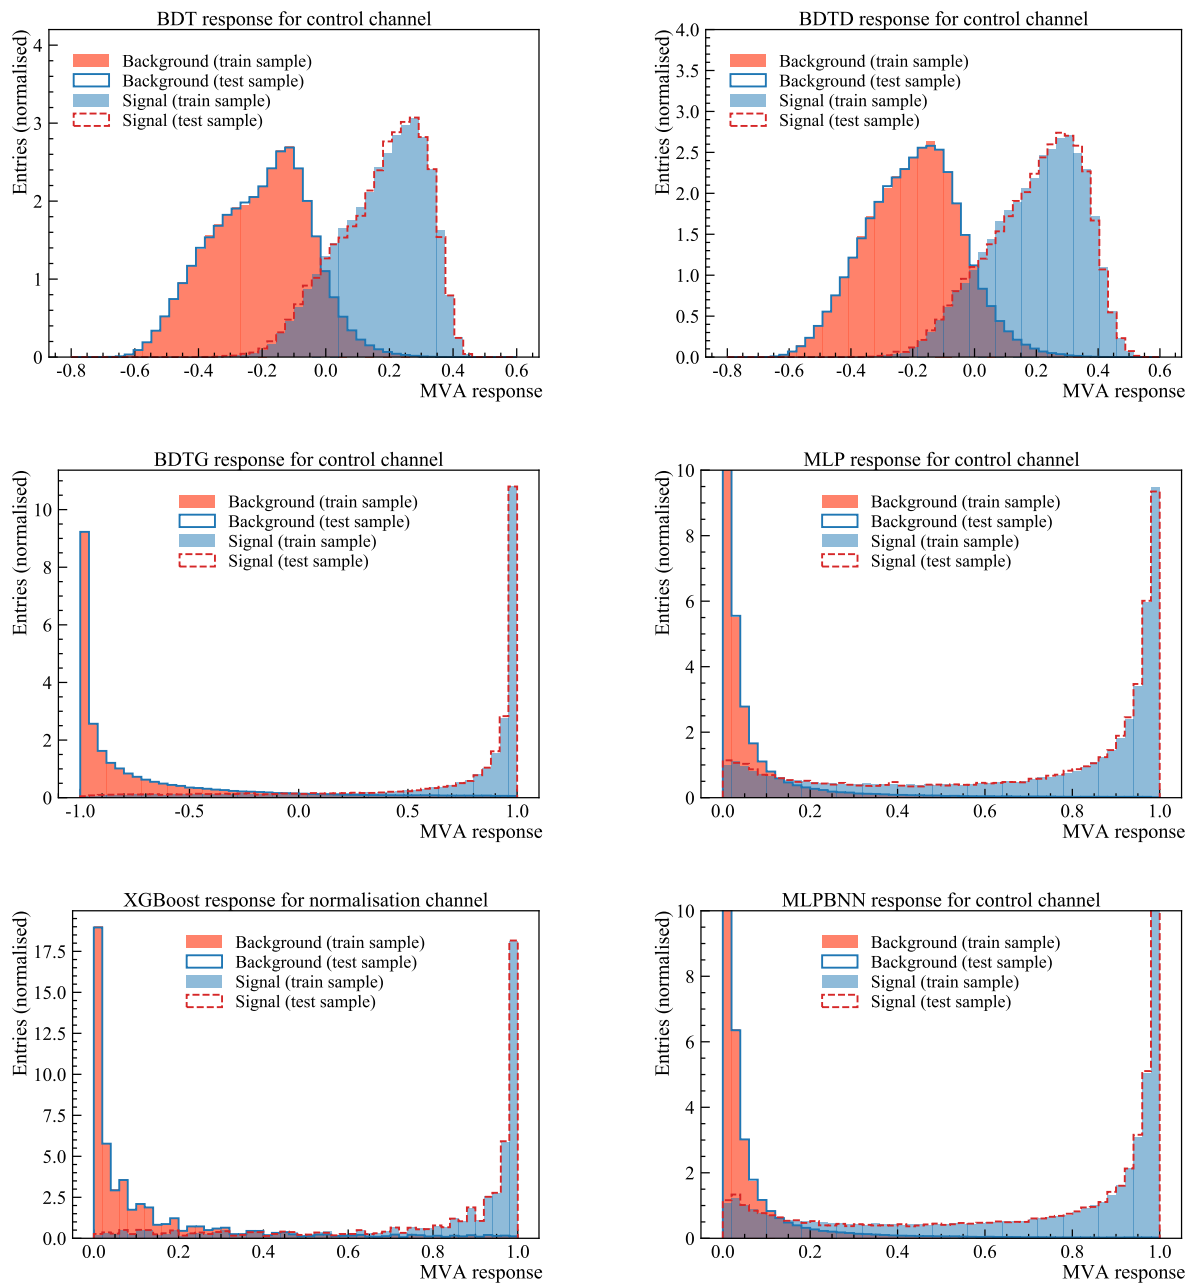 BDT response for control channel
Entries (normalised)
4
3
2
1
0
Background (train sample)
Background (test sample)
Signal (train sample)
Signal (test sample)
-0.8 -0.6 -0.4 -0.2 0.0 0.2 0.4 0.6
MVA response
BDTD response for control channel
Entries (normalised)
4.0
3.5
3.0
2.5
2.0
1.5
1.0
0.5
0.0
Background (train sample)
Background (test sample)
Signal (train sample)
Signal (test sample)
-0.8 -0.6 -0.4 -0.2 0.0 0.2 0.4 0.6
MVA response
BDTG response for control channel
Entries (normalised)
10
8
6
4
2
0
Background (train sample)
Background (test sample)
Signal (train sample)
Signal (test sample)
-1.0 -0.5 0.0 0.5 1.0
MVA response
MLP response for control channel
Entries (normalised)
10
8
6
4
2
0
Background (train sample)
Background (test sample)
Signal (train sample)
Signal (test sample)
0.0 0.2 0.4 0.6 0.8 1.0
MVA response
XGBoost response for normalisation channel
Entries (normalised)
17.5
15.0
12.5
10.0
7.5
5.0
2.5
0.0
Background (train sample)
Background (test sample)
Signal (train sample)
Signal (test sample)
0.0 0.2 0.4 0.6 0.8 1.0
MVA response
MLPBNN response for control channel
Entries (normalised)
10
8
6
4
2
0
Background (train sample)
Background (test sample)
Signal (train sample)
Signal (test sample)
0.0 0.2 0.4 0.6 0.8 1.0
MVA response